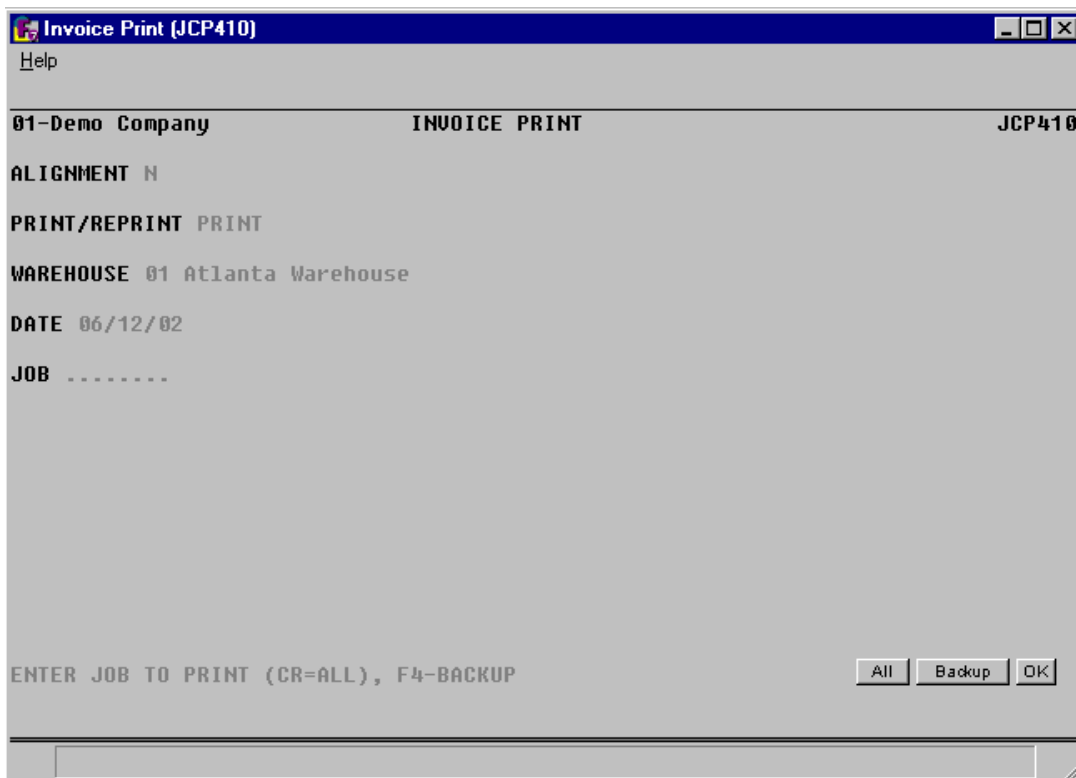 Invoice Print (JCP410)
Help
01-Demo Company INVOICE PRINT JCP410
ALIGNMENT N
PRINT/REPRINT PRINT
WAREHOUSE 01 Atlanta Warehouse
DATE 06/12/02
JOB ........
ENTER JOB TO PRINT (CR=ALL), F4-BACKUP All Backup OK